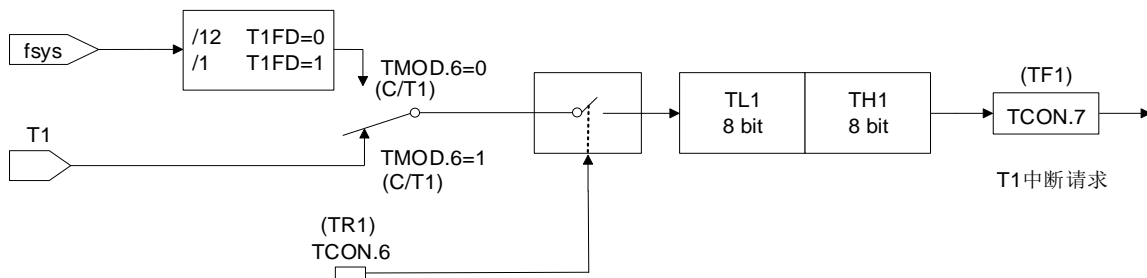 fsys
/12 T1FD=0
/1 T1FD=1
TMOD.6=0
(C/T1)
T1
TMOD.6=1
(C/T1)
(TR1)
TCON.6
TL1
8 bit
TH1
8 bit
(TF1)
TCON.7
T1中断请求